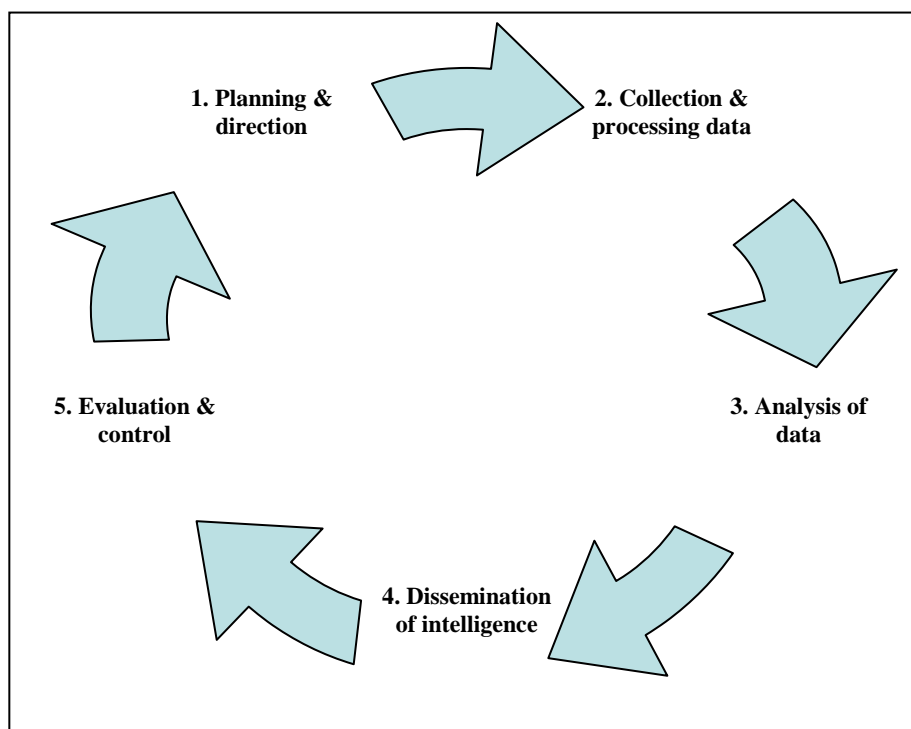 1. Planning &
direction
2. Collection &
processing data
3. Analysis of
data
4. Dissemination
of intelligence
5. Evaluation &
control